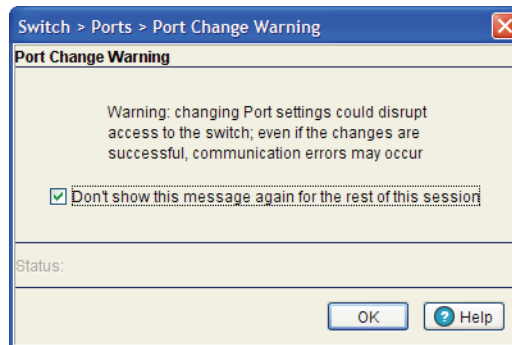 Switch > Ports > Port Change Warning
Port Change Warning
Warning: changing Port settings could disrupt
access to the switch; even if the changes are
successful, communication errors may occur
Don't show this message again for the rest of this session
Status:
OK
Help